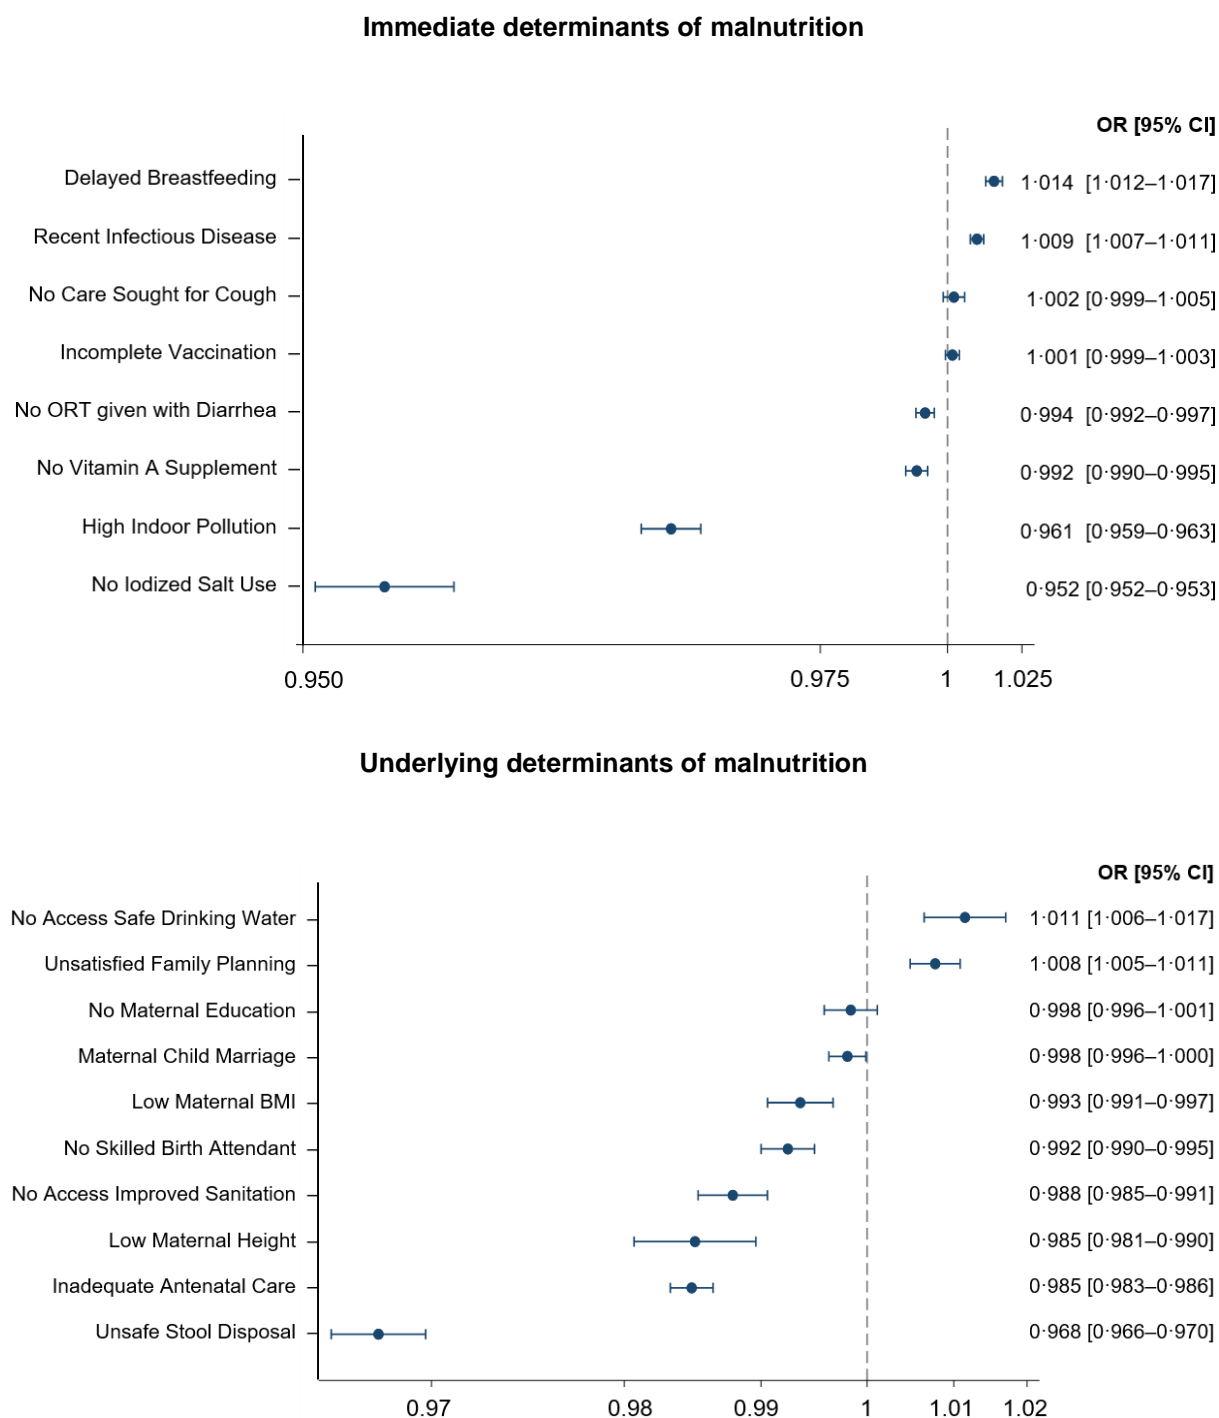 Immediate determinants of malnutrition
OR [95% CI]
Delayed Breastfeeding 1·014 [1·012–1·017]
Recent Infectious Disease 1·009 [1·007–1·011]
No Care Sought for Cough 1·002 [0·999–1·005]
Incomplete Vaccination 1·001 [0·999–1·003]
No ORT given with Diarrhea 0·994 [0·992–0·997]
No Vitamin A Supplement 0·992 [0·990–0·995]
High Indoor Pollution 0·961 [0·959–0·963]
No Iodized Salt Use 0·952 [0·952–0·953]
0.950 0.975 1 1.025
Underlying determinants of malnutrition
OR [95% CI]
No Access Safe Drinking Water 1·011 [1·006–1·017]
Unsatisfied Family Planning 1·008 [1·005–1·011]
No Maternal Education 0·998 [0·996–1·001]
Maternal Child Marriage 0·998 [0·996–1·000]
Low Maternal BMI 0·993 [0·991–0·997]
No Skilled Birth Attendant 0·992 [0·990–0·995]
No Access Improved Sanitation 0·988 [0·985–0·991]
Low Maternal Height 0·985 [0·981–0·990]
Inadequate Antenatal Care 0·985 [0·983–0·986]
Unsafe Stool Disposal 0·968 [0·966–0·970]
0.97 0.98 0.99 1 1.01 1.02